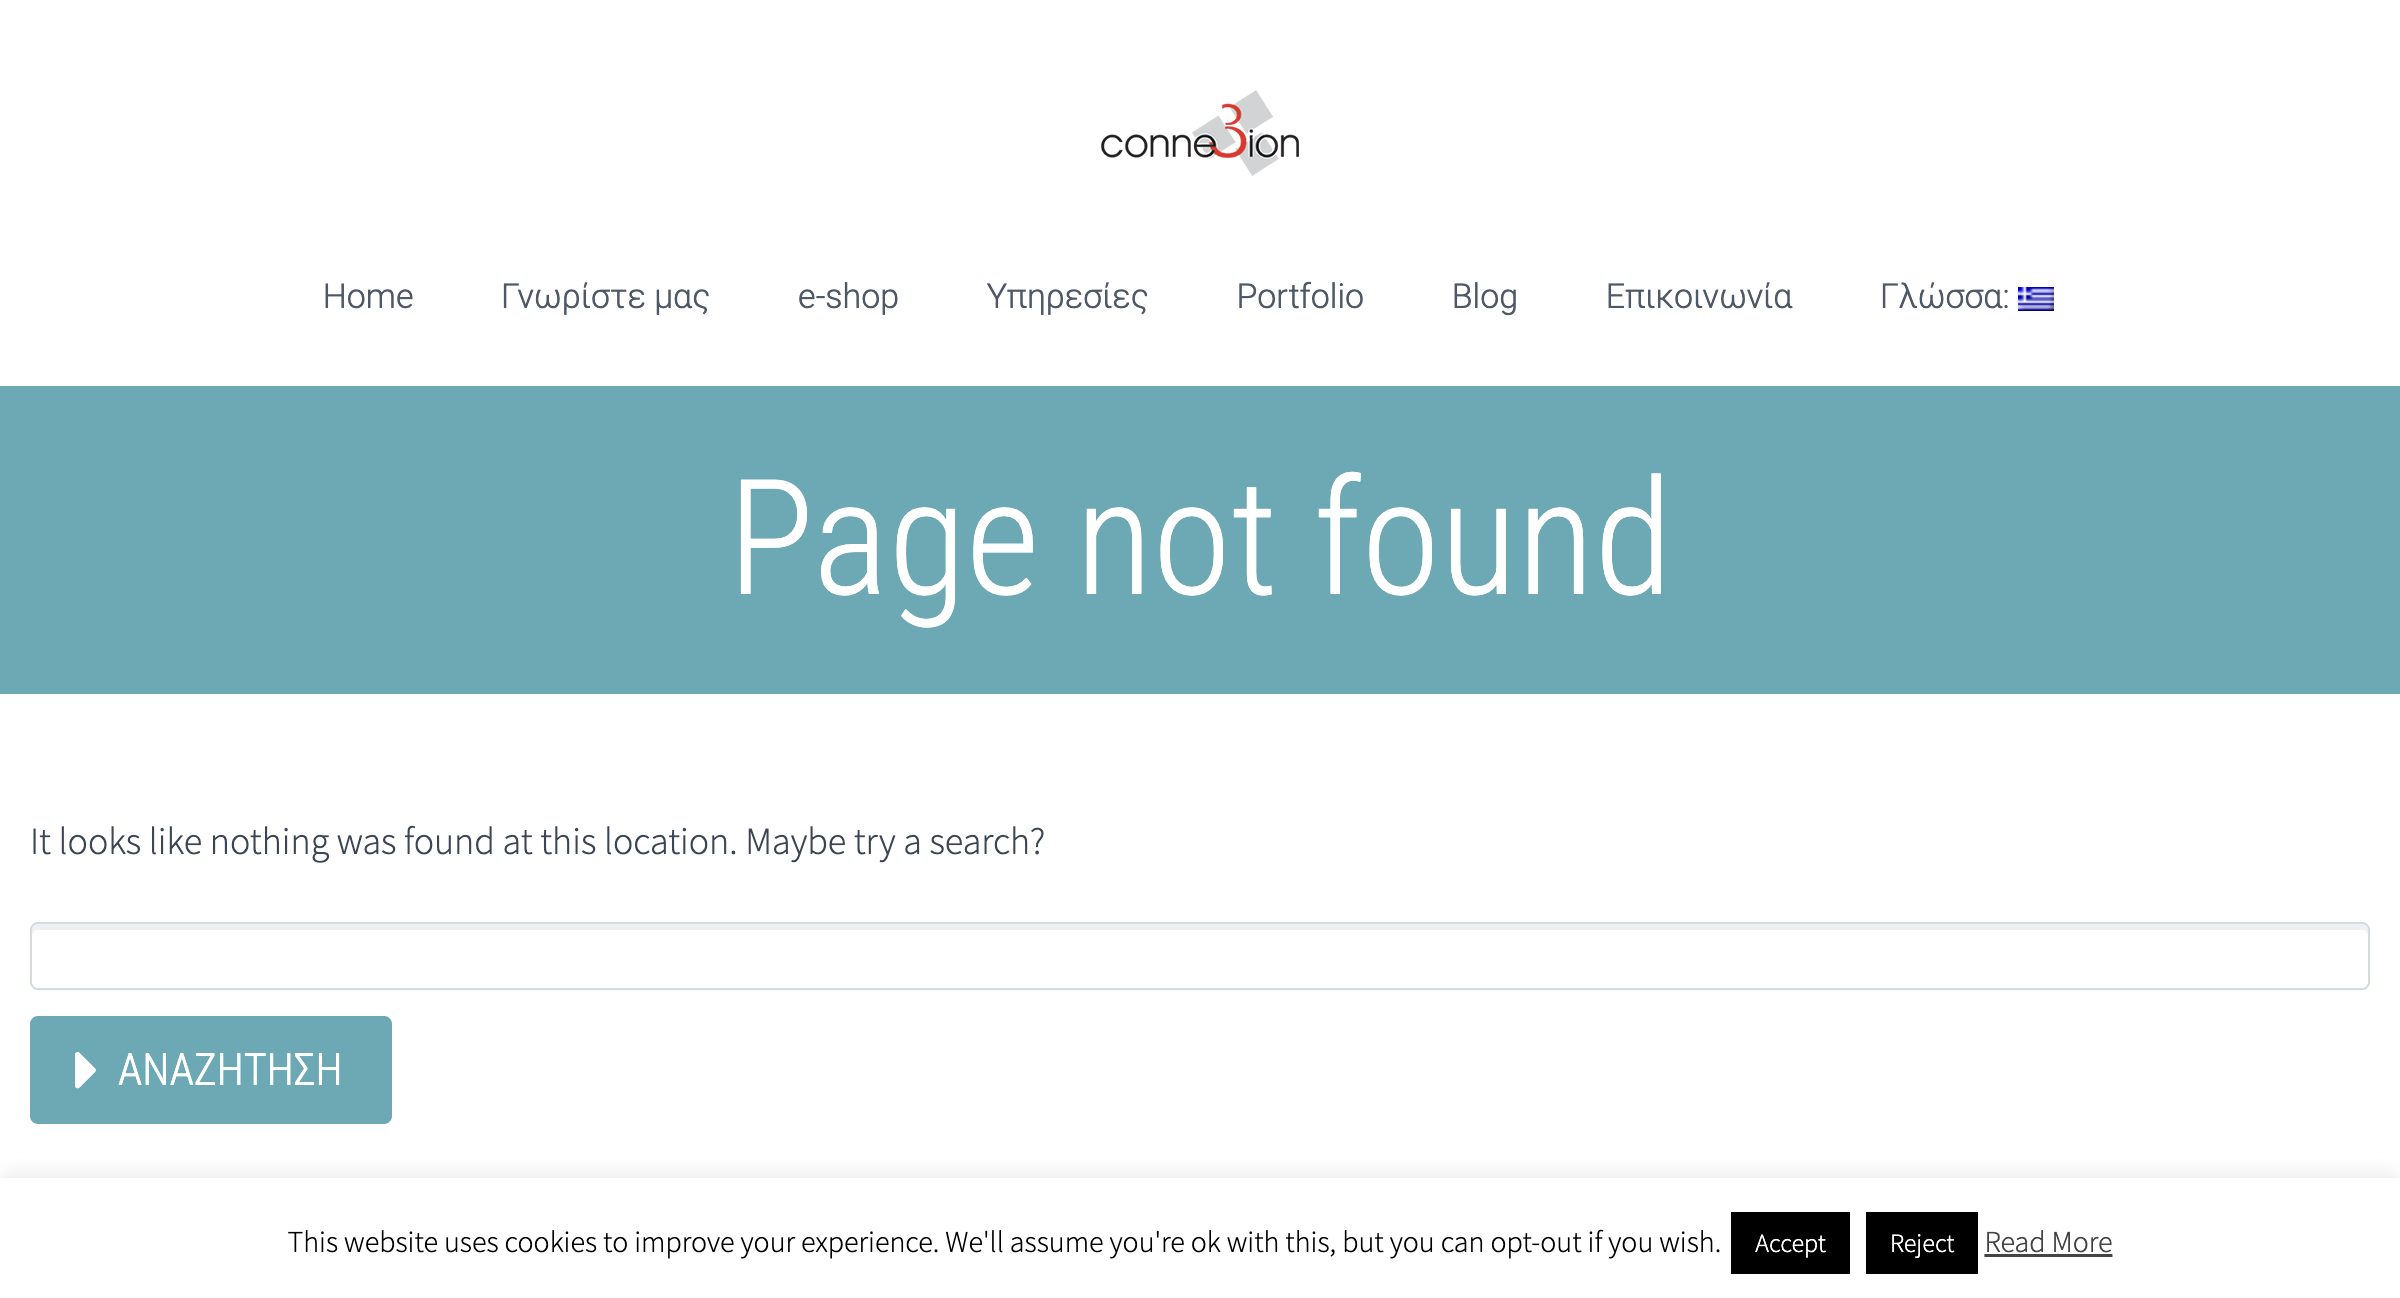 conne3ion
Home Γνωρίστε μας e-shop Υπηρεσίες Portfolio Blog Επικοινωνία Γλώσσα:
Page not found
It looks like nothing was found at this location. Maybe try a search?
ΑΝΑΖΗΤΗΣΗ
This website uses cookies to improve your experience. We'll assume you're ok with this, but you can opt-out if you wish. Accept Reject Read More